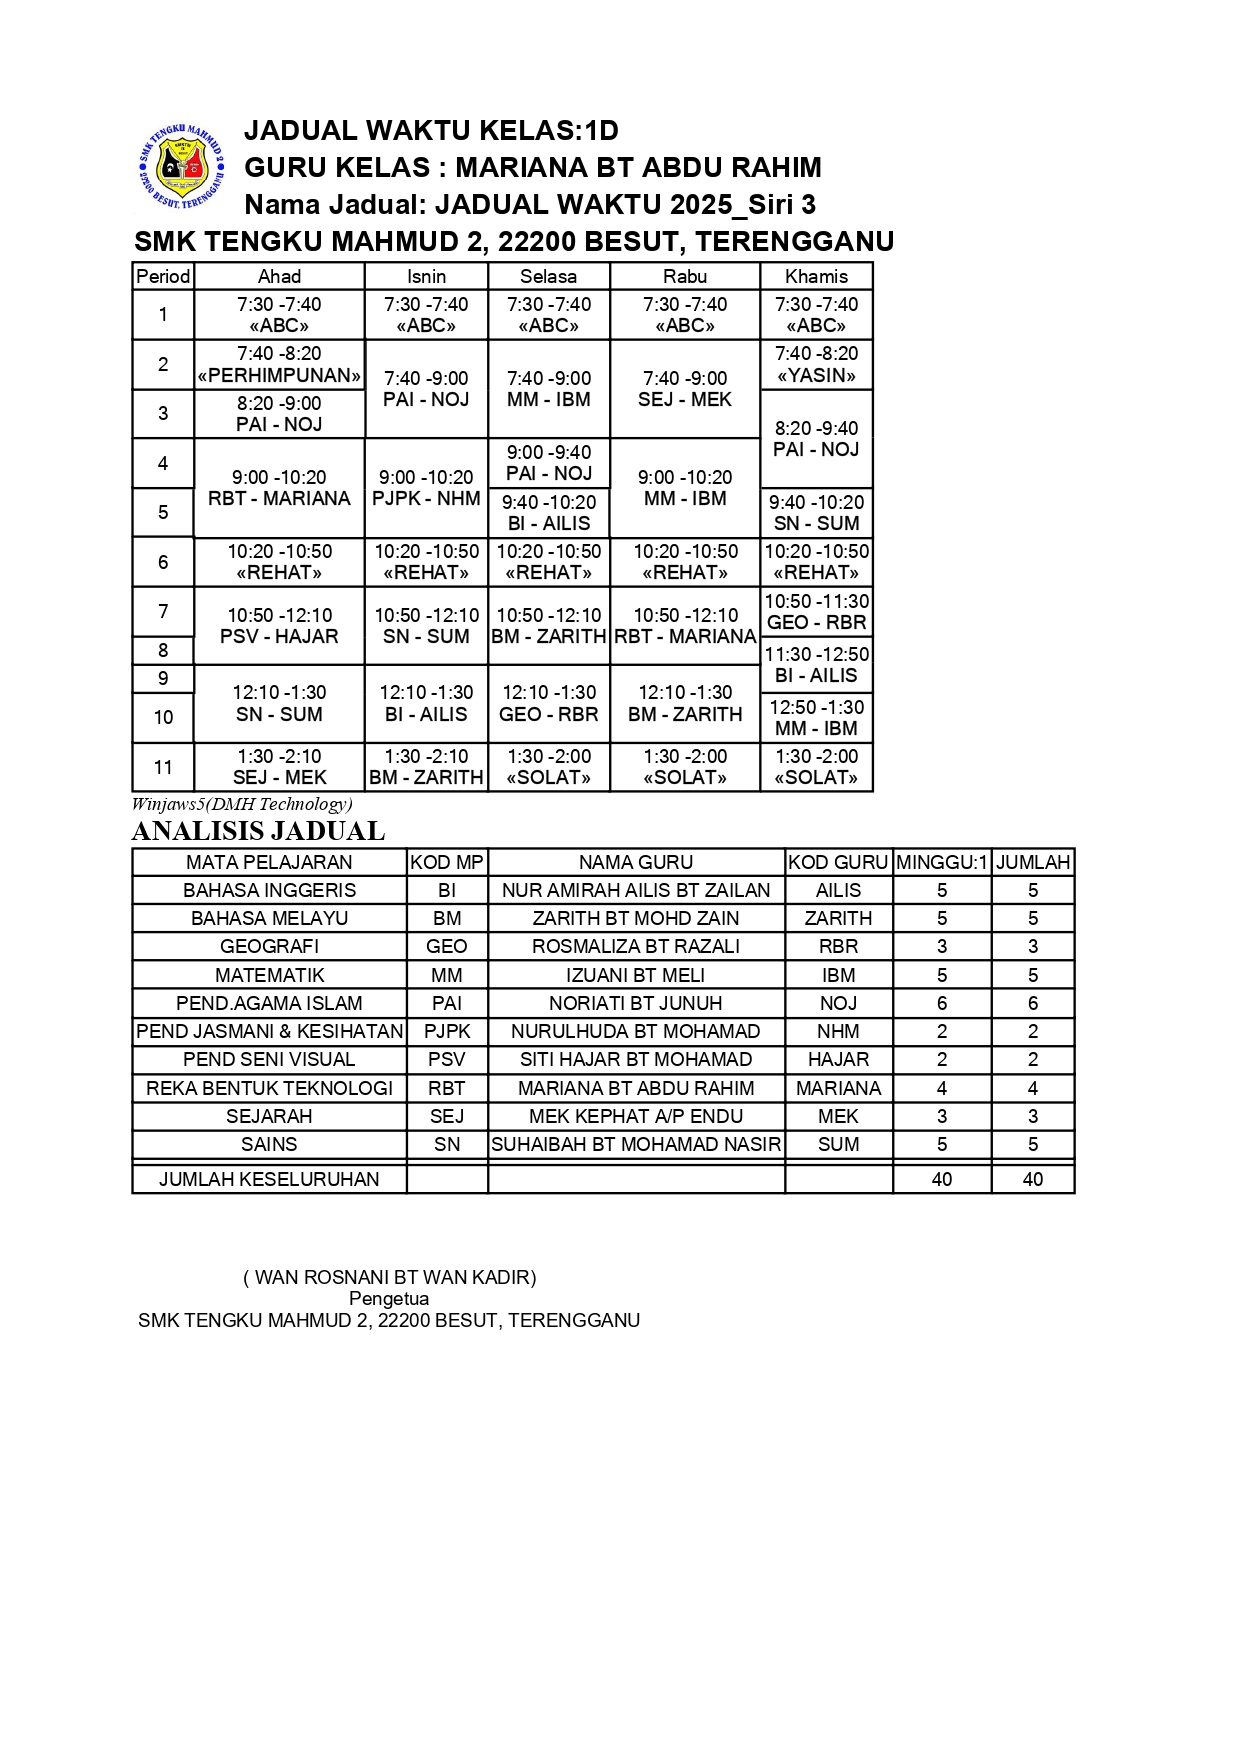 SMK TENGKU MAHMUD 2
22200 BESUT, TERENGGANU
JADUAL WAKTU KELAS:1D
GURU KELAS : MARIANA BT ABDU RAHIM
Nama Jadual: JADUAL WAKTU 2025_Siri 3
SMK TENGKU MAHMUD 2, 22200 BESUT, TERENGGANU
Period Ahad Isnin Selasa Rabu Khamis
1 7:30 -7:40 «ABC» 7:30 -7:40 «ABC» 7:30 -7:40 «ABC» 7:30 -7:40 «ABC» 7:30 -7:40 «ABC»
2 7:40 -8:20 «PERHIMPUNAN» 7:40 -9:00 PAI - NOJ 7:40 -9:00 MM - IBM 7:40 -9:00 SEJ - MEK 7:40 -8:20 «YASIN»
3 8:20 -9:00 PAI - NOJ 8:20 -9:40 PAI - NOJ
4 9:00 -10:20 RBT - MARIANA 9:00 -10:20 PJPK - NHM 9:00 -9:40 PAI - NOJ 9:00 -10:20 MM - IBM
5 9:40 -10:20 BI - AILIS 9:40 -10:20 SN - SUM
6 10:20 -10:50 «REHAT» 10:20 -10:50 «REHAT» 10:20 -10:50 «REHAT» 10:20 -10:50 «REHAT» 10:20 -10:50 «REHAT»
7 10:50 -12:10 PSV - HAJAR 10:50 -12:10 SN - SUM 10:50 -12:10 BM - ZARITH 10:50 -12:10 RBT - MARIANA 10:50 -11:30 GEO - RBR
8 11:30 -12:50 BI - AILIS
9 12:10 -1:30 SN - SUM 12:10 -1:30 BI - AILIS 12:10 -1:30 GEO - RBR 12:10 -1:30 BM - ZARITH
10 12:50 -1:30 MM - IBM
11 1:30 -2:10 SEJ - MEK 1:30 -2:10 BM - ZARITH 1:30 -2:00 «SOLAT» 1:30 -2:00 «SOLAT» 1:30 -2:00 «SOLAT»
Winjaws5(DMH Technology)
ANALISIS JADUAL
MATA PELAJARAN KOD MP NAMA GURU KOD GURU MINGGU:1 JUMLAH
BAHASA INGGERIS BI NUR AMIRAH AILIS BT ZAILAN AILIS 5 5
BAHASA MELAYU BM ZARITH BT MOHD ZAIN ZARITH 5 5
GEOGRAFI GEO ROSMALIZA BT RAZALI RBR 3 3
MATEMATIK MM IZUANI BT MELI IBM 5 5
PEND.AGAMA ISLAM PAI NORIATI BT JUNUH NOJ 6 6
PEND JASMANI & KESIHATAN PJPK NURULHUDA BT MOHAMAD NHM 2 2
PEND SENI VISUAL PSV SITI HAJAR BT MOHAMAD HAJAR 2 2
REKA BENTUK TEKNOLOGI RBT MARIANA BT ABDU RAHIM MARIANA 4 4
SEJARAH SEJ MEK KEPHAT A/P ENDU MEK 3 3
SAINS SN SUHAIBAH BT MOHAMAD NASIR SUM 5 5
JUMLAH KESELURUHAN 40 40
( WAN ROSNANI BT WAN KADIR)
Pengetua
SMK TENGKU MAHMUD 2, 22200 BESUT, TERENGGANU